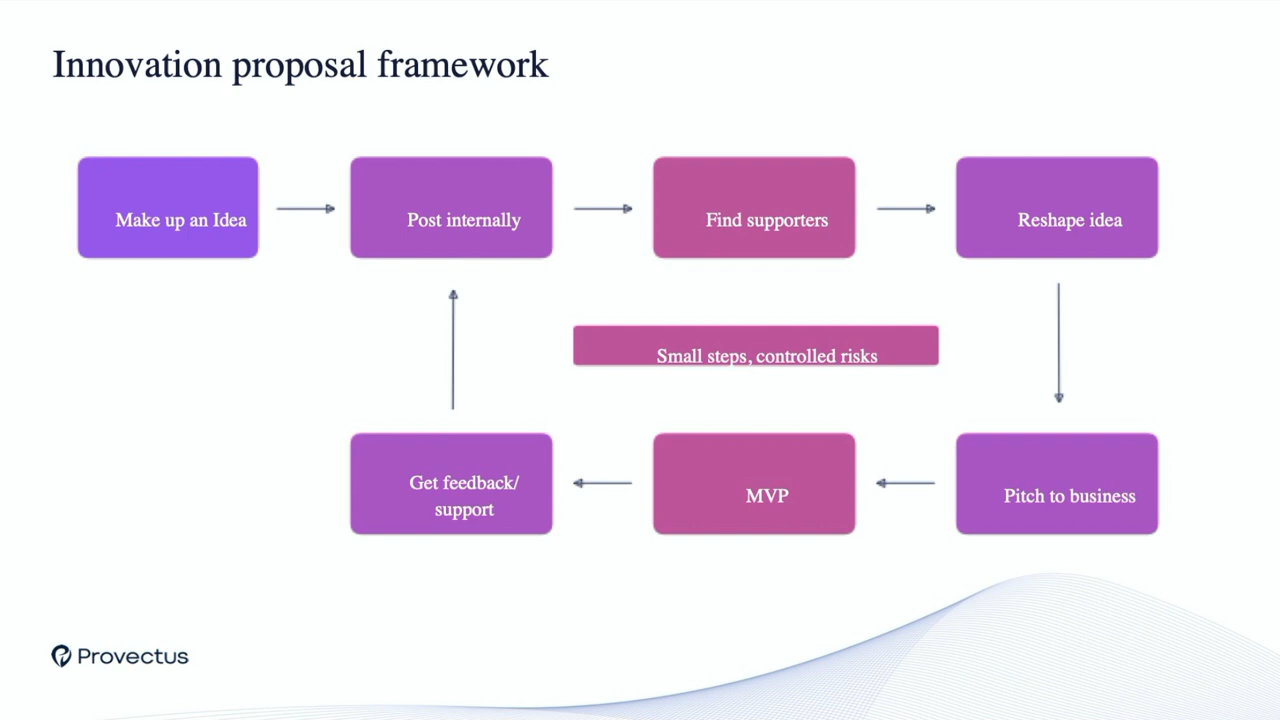 Innovation proposal framework
Make up an Idea
Post internally
Find supporters
Reshape idea
Small steps, controlled risks
Get feedback/
support
MVP
Pitch to business
Provectus